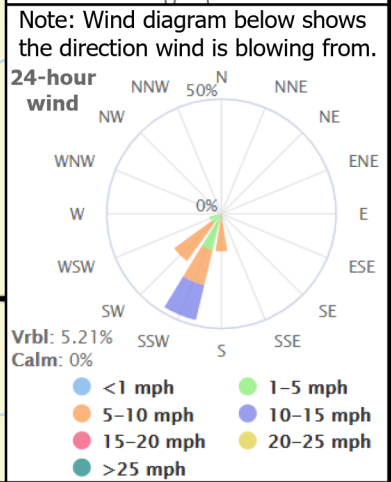 Note: Wind diagram below shows
the direction wind is blowing from.
24-hour
wind
N
NNW
50%
NNE
NW
NE
WNW
ENE
0%
W
E
WSW
ESE
SW
SE
Vrbl: 5.21%
SSW
SSE
S
Calm: 0%
<1 mph
1-5 mph
5-10 mph
10-15 mph
15-20 mph
20-25 mph
>25 mph